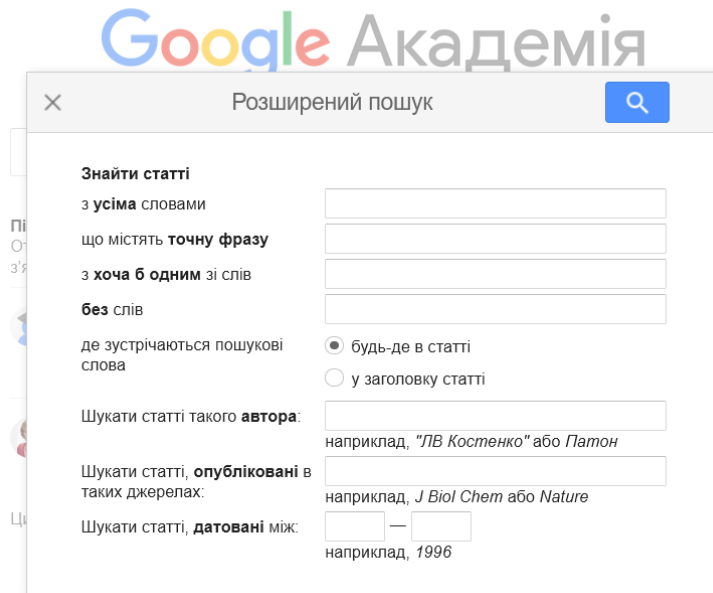 Google Академія
Розширений пошук
Знайти статті
з усіма словами
що містять точну фразу
з хоча б одним зі слів
без слів
де зустрічаються пошукові
слова
будь-де в статті
у заголовку статті
Шукати статті такого автора:
наприклад, "ЛВ Костенко" або Патон
Шукати статті, опубліковані в
таких джерелах:
наприклад, J Biol Chem або Nature
Шукати статті, датовані між:
—
наприклад, 1996